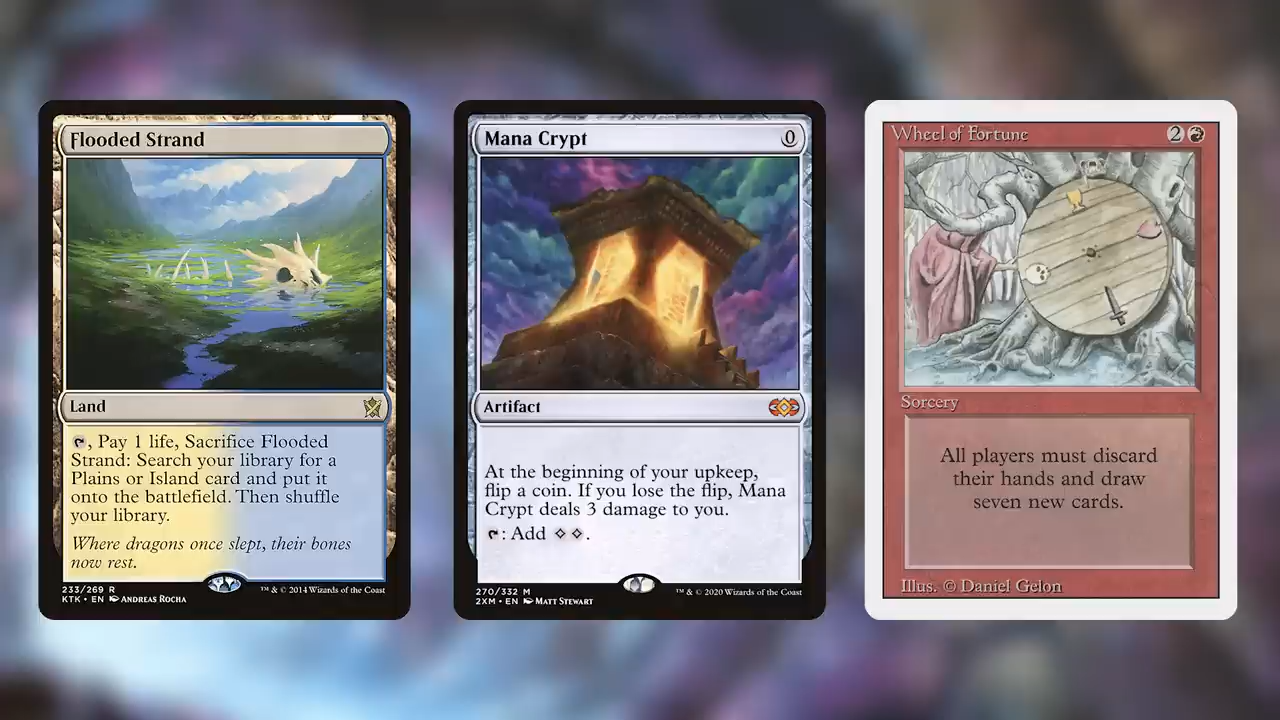 Flooded Strand
Land
, Pay 1 life, Sacrifice Flooded
Strand: Search your library for a
Plains or Island card and put it
onto the battlefield. Then shuffle
your library.
Where dragons once slept, their bones
now rest.
233/269 R
KTK • EN ANDREAS ROCHA
™ & © 2014 Wizards of the Coast
Mana Crypt 0
Artifact
At the beginning of your upkeep,
flip a coin. If you lose the flip, Mana
Crypt deals 3 damage to you.
: Add .
270/332 M
2XM • EN MATT STEWART
™ & © 2020 Wizards of the Coast
Wheel of Fortune 2
Sorcery
All players must discard
their hands and draw
seven new cards.
Illus. © Daniel Gelon